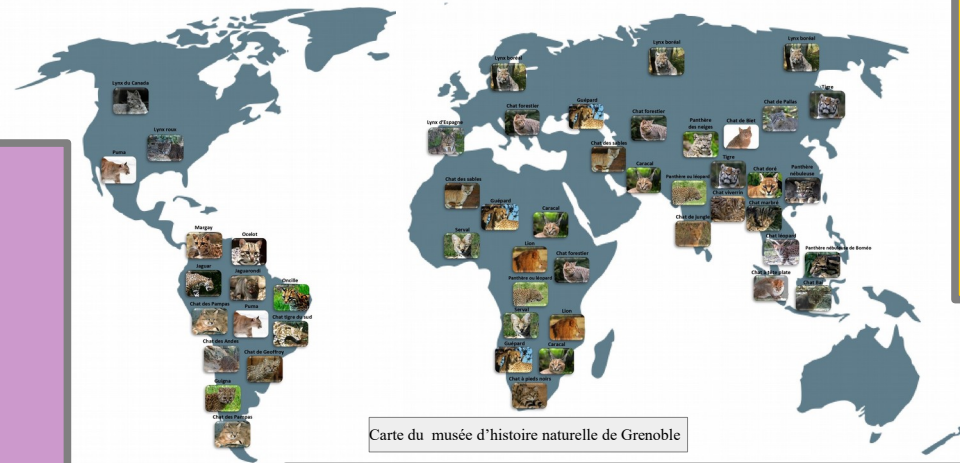 Lynx du Canada
Lynx roux
Puma
Margay
Ocelot
Jaguar
Jaguarondi
Oncille
Chat des Pampas
Puma
Chat tigre du sud
Chat des Andes
Chat de Geoffroy
Guigna
Chat des Pampas
Lynx boréal
Lynx boréal
Lynx boréal
Chat forestier
Guépard
Lynx d'Espagne
Chat des sables
Chat forestier
Panthère
des neiges
Chat de Biet
Chat de Pallas
Tigre
Caracal
Panthère ou léopard
Tigre
Chat doré
Panthère
nébuleuse
Chat viverrin
Chat marbré
Chat de Jungle
Chat léopard
Panthère nébuleuse de Bornéo
Chat à tête plate
Chat Bai
Chat des sables
Guépard
Caracal
Serval
Lion
Chat forestier
Panthère ou léopard
Serval
Lion
Guépard
Caracal
Chat à pieds noirs
Carte du musée d'histoire naturelle de Grenoble